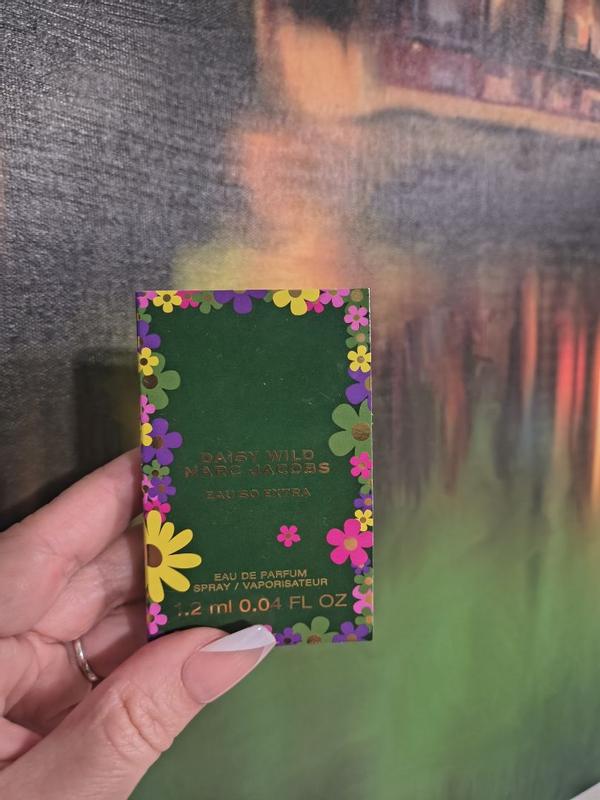 DAISY WILD
MARC JACOBS
EAU SO EXTRA
EAU DE PARFUM
SPRAY / VAPORISATEUR
1.2 ml 0.04 FL OZ